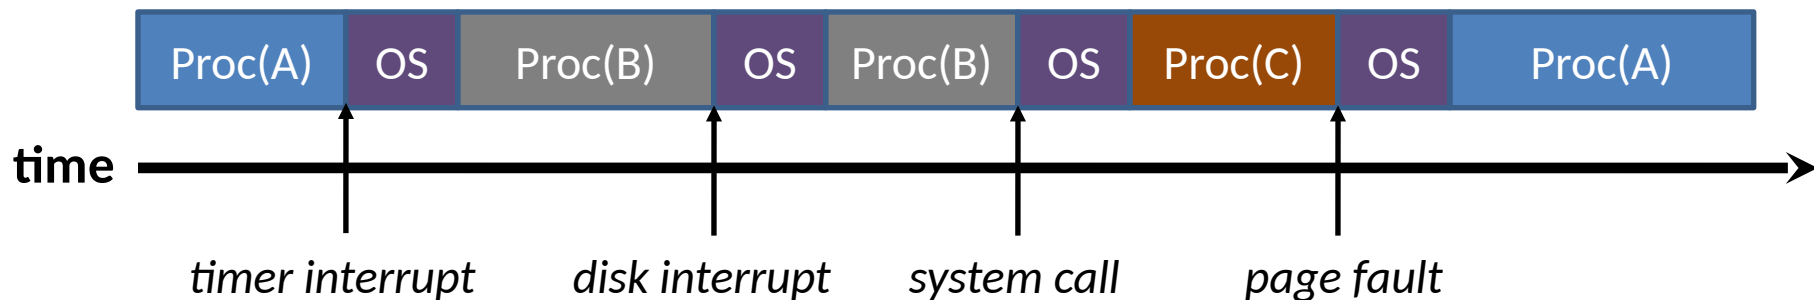 Proc(A) OS Proc(B) OS Proc(B) OS Proc(C) OS Proc(A)
time
timer interrupt disk interrupt system call page fault